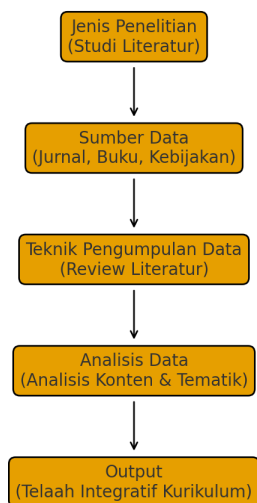 Jenis Penelitian
(Studi Literatur)
Sumber Data
(Jurnal, Buku, Kebijakan)
Teknik Pengumpulan Data
(Review Literatur)
Analisis Data
(Analisis Konten & Tematik)
Output
(Telaah Integratif Kurikulum)